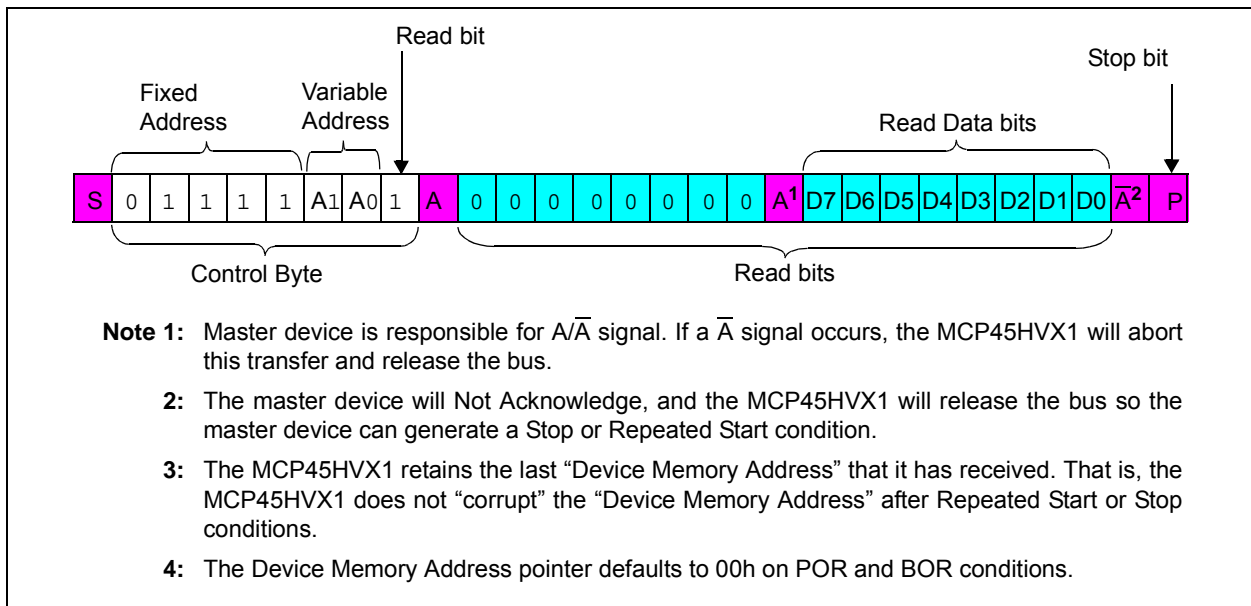 Read bit
Stop bit
Fixed Address
Variable Address
Read Data bits
S 0 1 1 1 1 A1 A0 1 A 0 0 0 0 0 0 0 0 A¹ D7 D6 D5 D4 D3 D2 D1 D0 A̅² P
Control Byte
Read bits
Note 1: Master device is responsible for A/A̅ signal. If a A̅ signal occurs, the MCP45HVX1 will abort
this transfer and release the bus.
2: The master device will Not Acknowledge, and the MCP45HVX1 will release the bus so the
master device can generate a Stop or Repeated Start condition.
3: The MCP45HVX1 retains the last “Device Memory Address” that it has received. That is, the
MCP45HVX1 does not “corrupt” the “Device Memory Address” after Repeated Start or Stop
conditions.
4: The Device Memory Address pointer defaults to 00h on POR and BOR conditions.